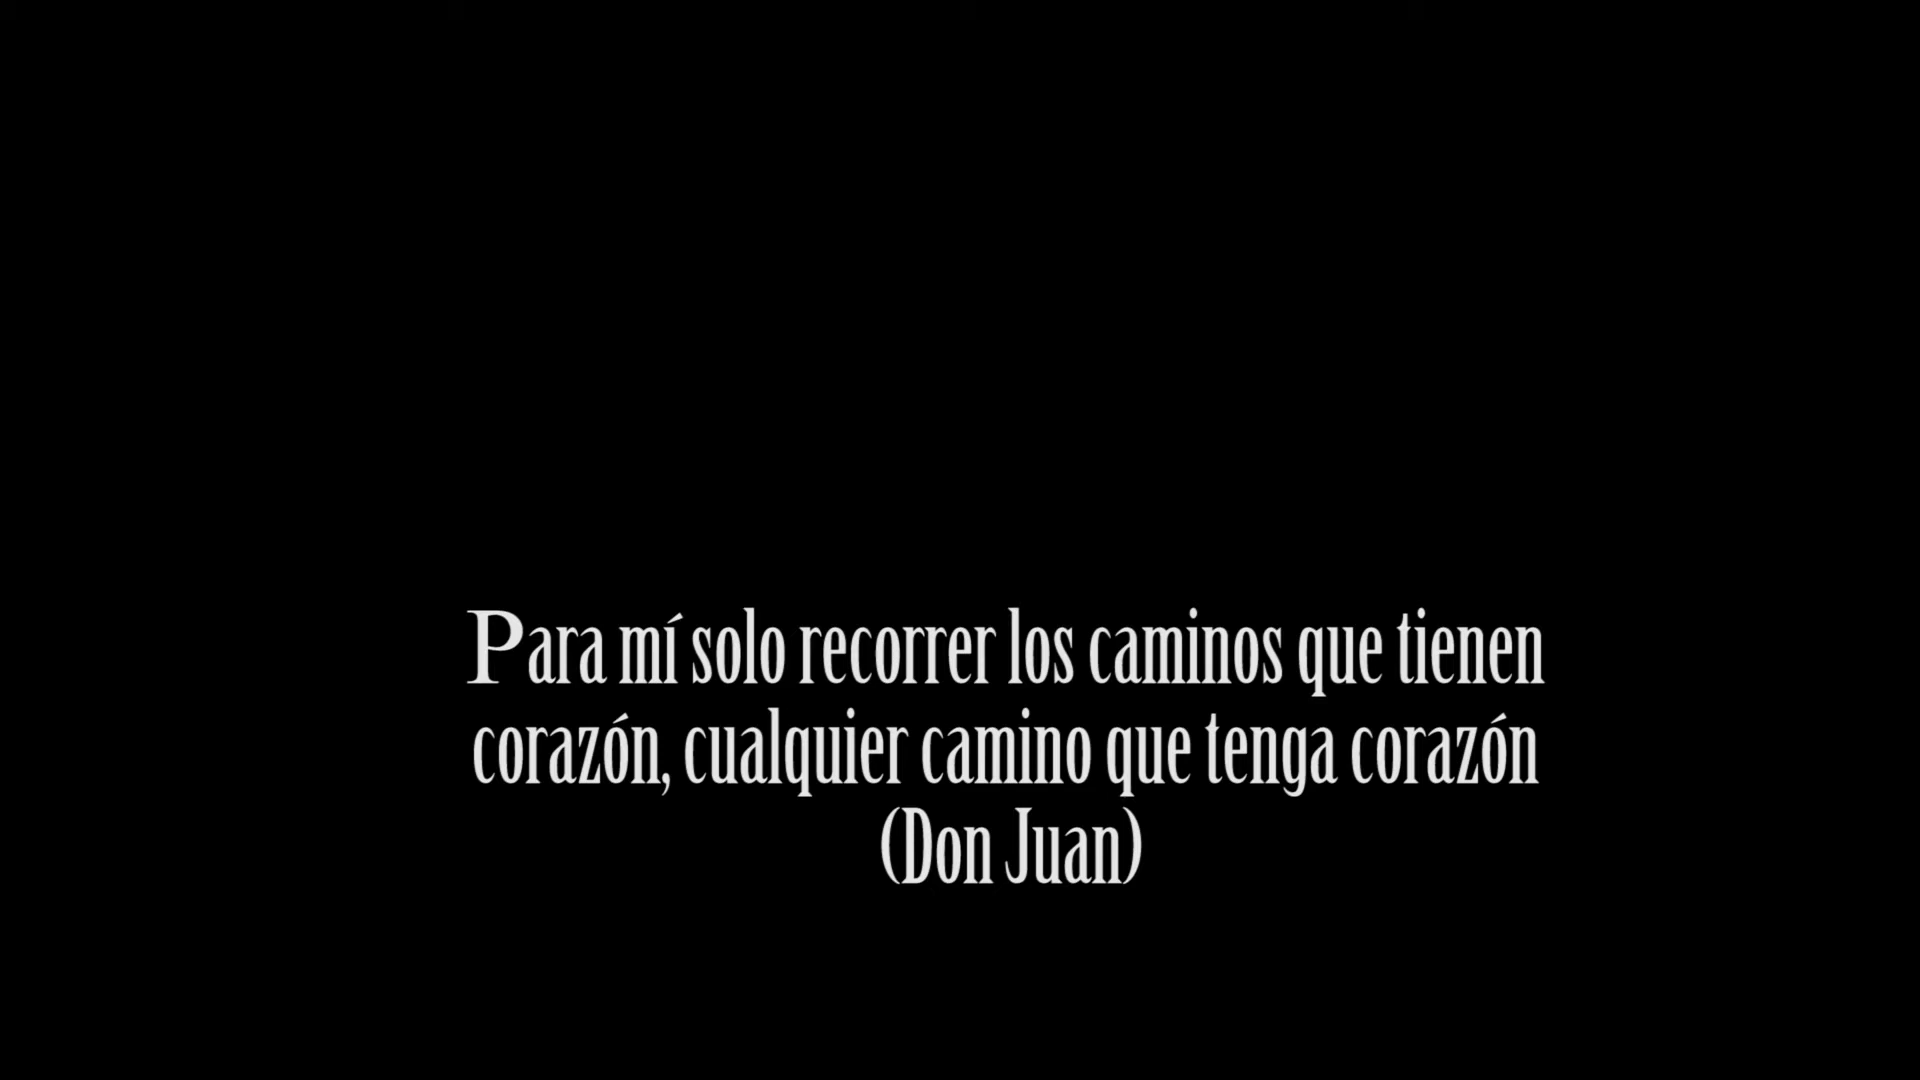 Para mí solo recorrer los caminos que tienen
corazón, cualquier camino que tenga corazón
(Don Juan)